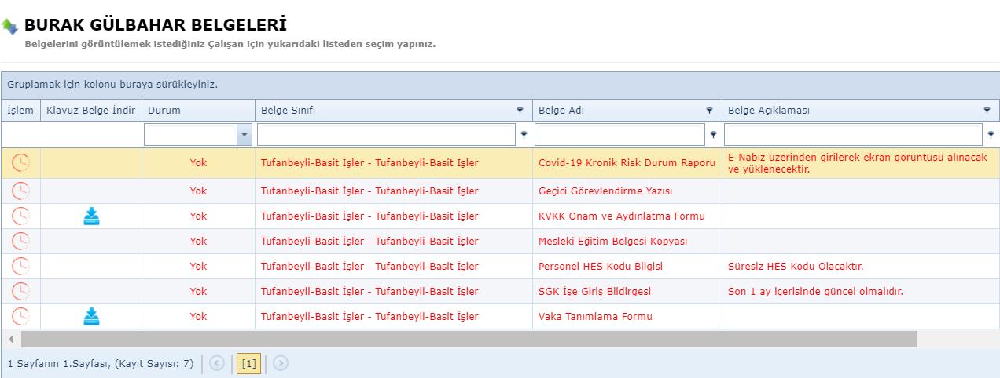 BURAK GÜLBAHAR BELGELERİ
Belgelerini görüntülemek istediğiniz Çalışan için yukarıdaki listeden seçim yapınız.
Gruplamak için kolonu buraya sürükleyiniz.
İşlem Klavuz Belge İndir Durum Belge Sınıfı Belge Adı Belge Açıklaması
Yok Tufanbeyli-Basit İşler - Tufanbeyli-Basit İşler Covid-19 Kronik Risk Durum Raporu E-Nabız üzerinden girilerek ekran görüntüsü alınacak
ve yüklenecektir.
Yok Tufanbeyli-Basit İşler - Tufanbeyli-Basit İşler Geçici Görevlendirme Yazısı
Yok Tufanbeyli-Basit İşler - Tufanbeyli-Basit İşler KVKK Onam ve Aydınlatma Formu
Yok Tufanbeyli-Basit İşler - Tufanbeyli-Basit İşler Mesleki Eğitim Belgesi Kopyası
Yok Tufanbeyli-Basit İşler - Tufanbeyli-Basit İşler Personel HES Kodu Bilgisi Süresiz HES Kodu Olacaktır.
Yok Tufanbeyli-Basit İşler - Tufanbeyli-Basit İşler SGK İşe Giriş Bildirgesi Son 1 ay içerisinde güncel olmalıdır.
Yok Tufanbeyli-Basit İşler - Tufanbeyli-Basit İşler Vaka Tanımlama Formu
1 Sayfanın 1.Sayfası, (Kayıt Sayısı: 7) [1]